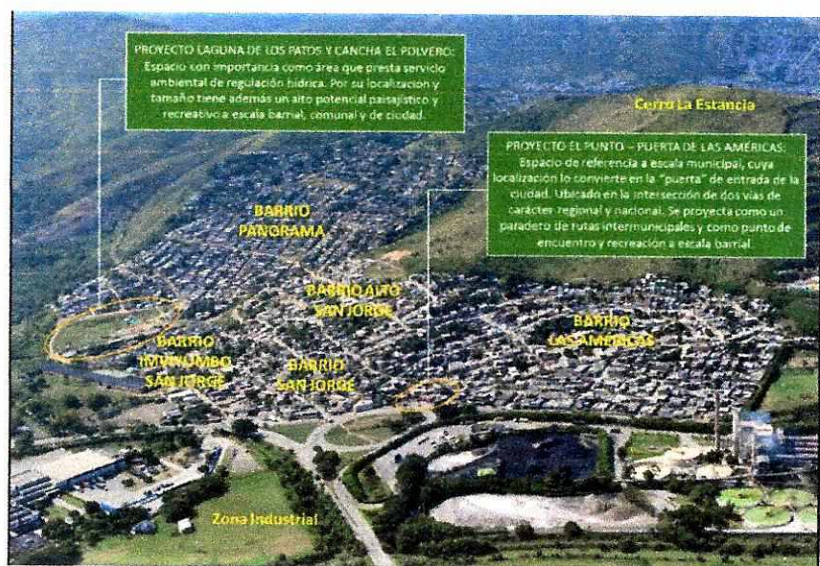 PROYECTO LAGUNA DE LOS PATOS Y CANCHA EL POLVERO:
Espacio con importancia como área que presta servicio
ambiental de regulación hídrica. Por su localización y
tamaño tiene además un alto potencial paisajístico y
recreativo a escala barrial, comunal y de ciudad.
Cerro La Estancia
PROYECTO EL PUNTO – PUERTA DE LAS AMÉRICAS:
Espacio de referencia a escala municipal, cuya
localización lo convierte en la "puerta" de entrada de la
ciudad. Ubicado en la intersección de dos vías de
carácter regional y nacional. Se proyecta como un
paradero de rutas intermunicipales y como punto de
encuentro y recreación a escala barrial.
BARRIO
PANORAMA
BARRIO ALTO
SAN JORGE
BARRIO
LAS AMÉRICAS
BARRIO
IMVIYUMBO
SAN JORGE
BARRIO
SAN JORGE
Zona Industrial